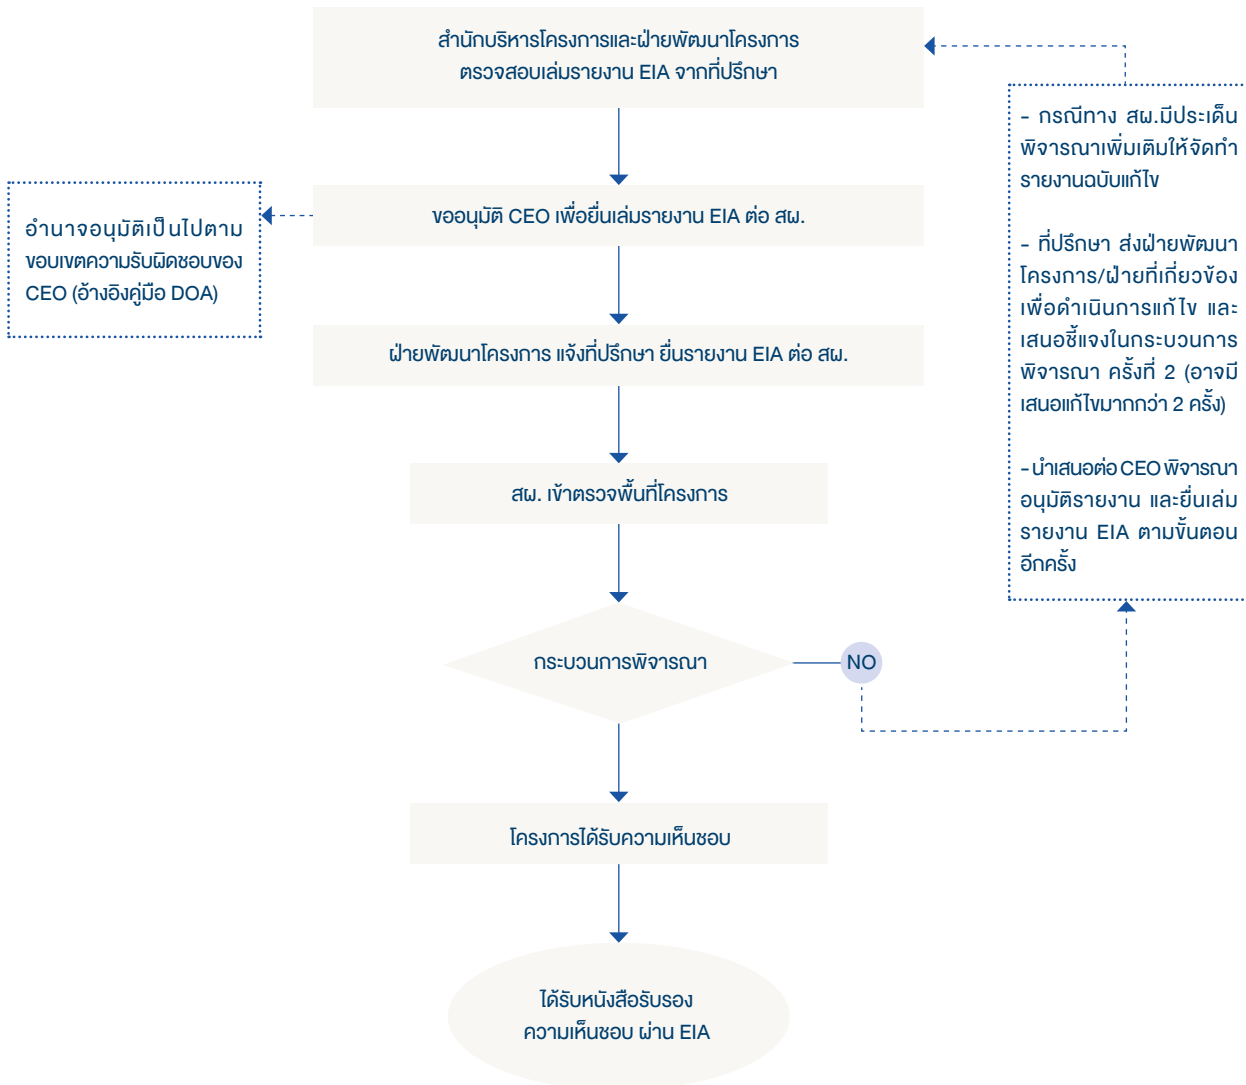 สำนักบริหารโครงการและฝ่ายพัฒนาโครงการ
ตรวจสอบเล่มรายงาน EIA จากที่ปรึกษา
ขออนุมัติ CEO เพื่อยื่นเล่มรายงาน EIA ต่อ สผ.
อำนาจอนุมัติเป็นไปตาม
ขอบเขตความรับผิดชอบของ
CEO (อ้างอิงคู่มือ DOA)
ฝ่ายพัฒนาโครงการ แจ้งที่ปรึกษา ยื่นรายงาน EIA ต่อ สผ.
สผ. เข้าตรวจพื้นที่โครงการ
กระบวนการพิจารณา
NO
- กรณีทาง สผ.มีประเด็น
พิจารณาเพิ่มเติมให้จัดทำ
รายงานฉบับแก้ไข
- ที่ปรึกษา ส่งฝ่ายพัฒนา
โครงการ/ฝ่ายที่เกี่ยวข้อง
เพื่อดำเนินการแก้ไข และ
เสนอชี้แจงในกระบวนการ
พิจารณา ครั้งที่ 2 (อาจมี
เสนอแก้ไขมากกว่า 2 ครั้ง)
- นำเสนอต่อ CEO พิจารณา
อนุมัติรายงาน และยื่นเล่ม
รายงาน EIA ตามขั้นตอน
อีกครั้ง
โครงการได้รับความเห็นชอบ
ได้รับหนังสือรับรอง
ความเห็นชอบ ผ่าน EIA